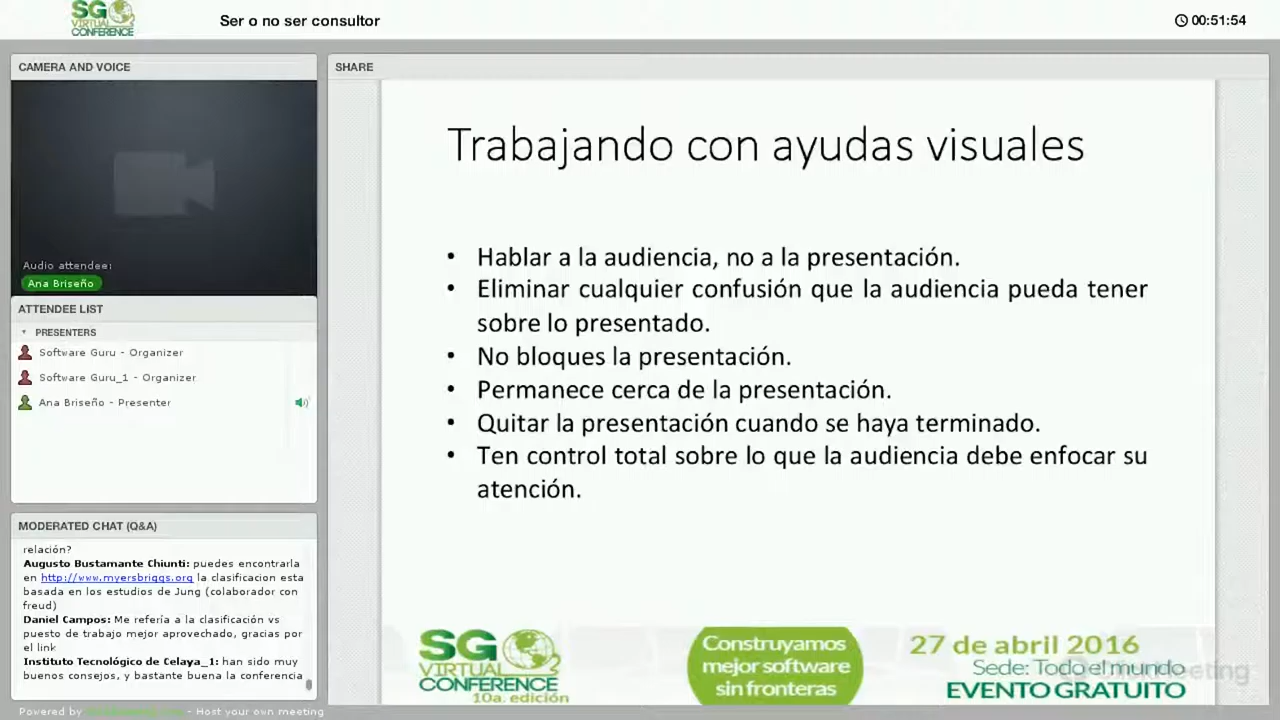 SG
VIRTUAL
CONFERENCE
Ser o no ser consultor
00:51:54
CAMERA AND VOICE
Audio attendee:
Ana Briseño
ATTENDEE LIST
PRESENTERS
Software Guru - Organizer
Software Guru_1 - Organizer
Ana Briseño - Presenter
MODERATED CHAT (Q&A)
relación?
Augusto Bustamante Chiunti: puedes encontrarla
en http://www.myersbriggs.org la clasificacion esta
basada en los estudios de Jung (colaborador con
freud)
Daniel Campos: Me refería a la clasificación vs
puesto de trabajo mejor aprovechado, gracias por
el link
Instituto Tecnológico de Celaya_1: han sido muy
buenos consejos, y bastante buena la conferencia
SHARE
Trabajando con ayudas visuales
• Hablar a la audiencia, no a la presentación.
• Eliminar cualquier confusión que la audiencia pueda tener
sobre lo presentado.
• No bloques la presentación.
• Permanece cerca de la presentación.
• Quitar la presentación cuando se haya terminado.
• Ten control total sobre lo que la audiencia debe enfocar su
atención.
SG
VIRTUAL
CONFERENCE
10a. edición
Construyamos
mejor software
sin fronteras
27 de abril 2016
Sede: Todo el mundo
EVENTO GRATUITO
Powered by - Host your own meeting